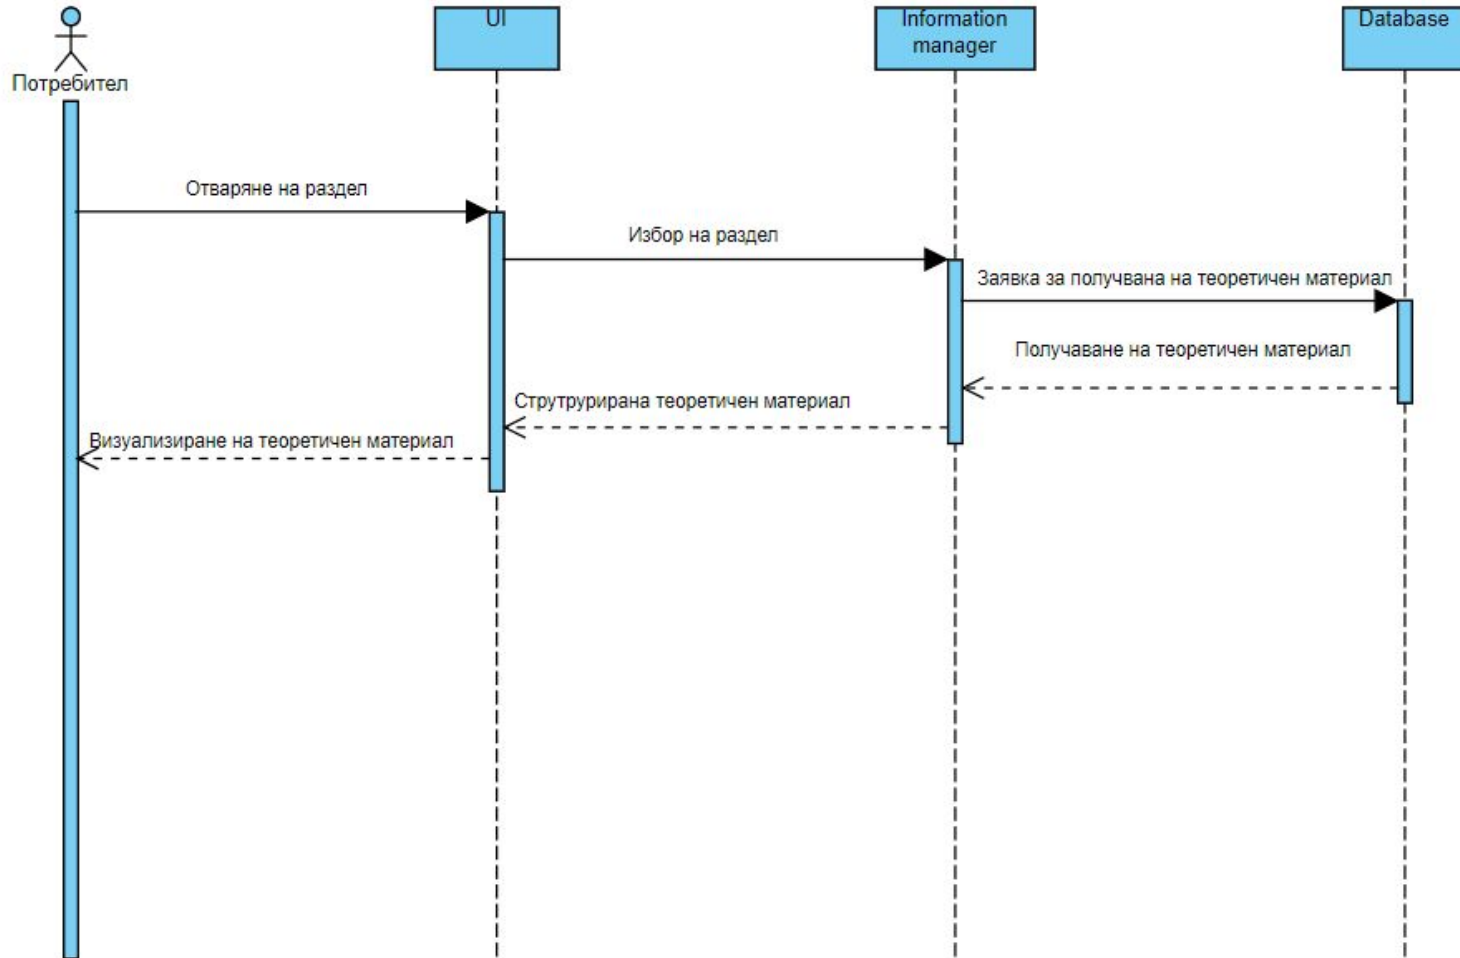 UI
Information
manager
Database
Потребител
Отваряне на раздел
Избор на раздел
Заявка за получвана на теоретичен материал
Получаване на теоретичен материал
Струтрурирана теоретичен материал
Визуализиране на теоретичен материал